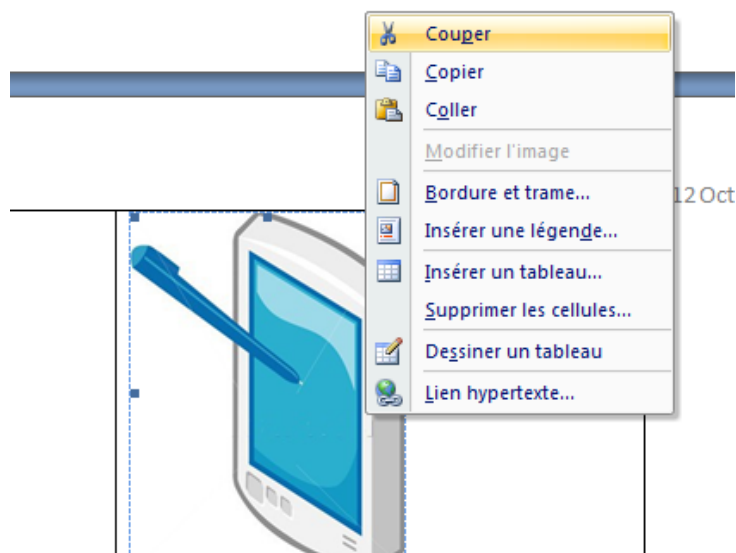 Couper
Copier
Coller
Modifier l'image
Bordure et trame...
12 Oct
Insérer une légende...
Insérer un tableau...
Supprimer les cellules...
Dessiner un tableau
Lien hypertexte...